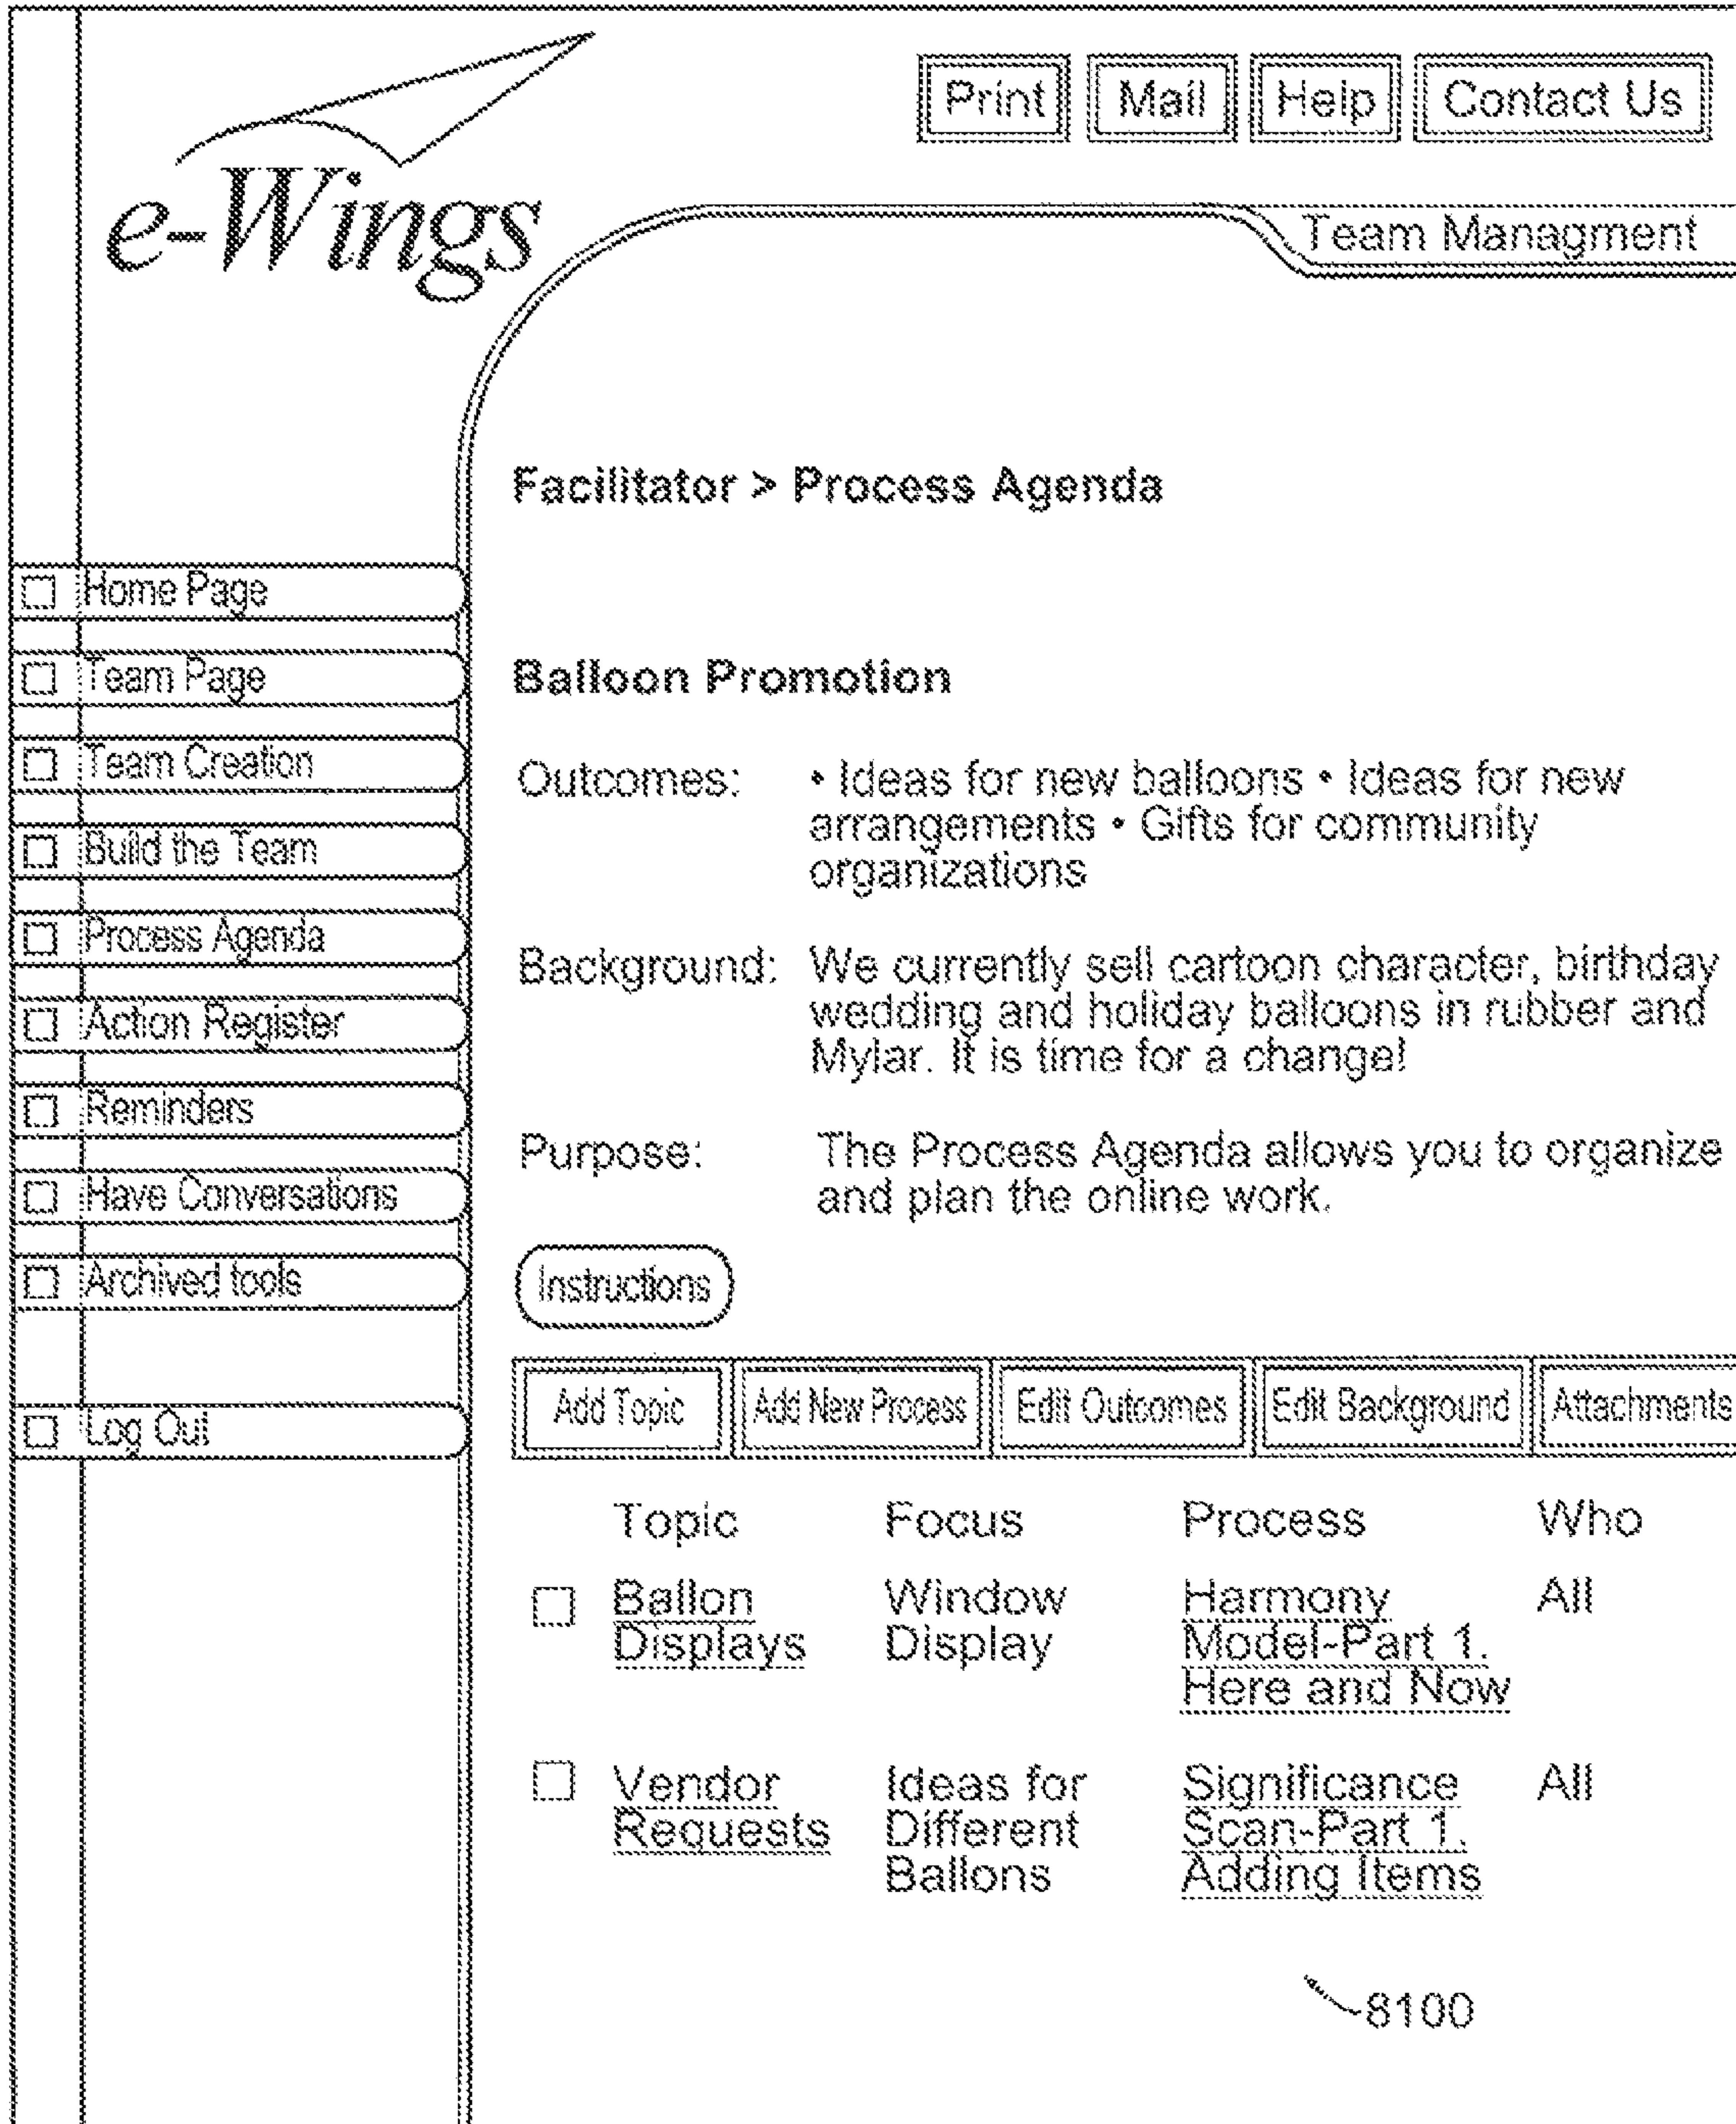 Print Mail Help Contact Us
e-Wings
Team Managment
Facilitator > Process Agenda
Home Page
Team Page
Team Creation
Build the Team
Process Agenda
Action Register
Reminders
Have Conversations
Archived tools
Log Out
Balloon Promotion
Outcomes: • Ideas for new balloons • Ideas for new
arrangements • Gifts for community
organizations
Background: We currently sell cartoon character, birthday
wedding and holiday balloons in rubber and
Mylar. It is time for a change!
Purpose: The Process Agenda allows you to organize
and plan the online work.
Instructions
Add Topic Add New Process Edit Outcomes Edit Background Attachments
Topic Focus Process Who
Ballon Window Harmony All
Displays Display Model-Part 1.
Here and Now
Vendor Ideas for Significance All
Requests Different Scan-Part 1.
Ballons Adding Items
8100